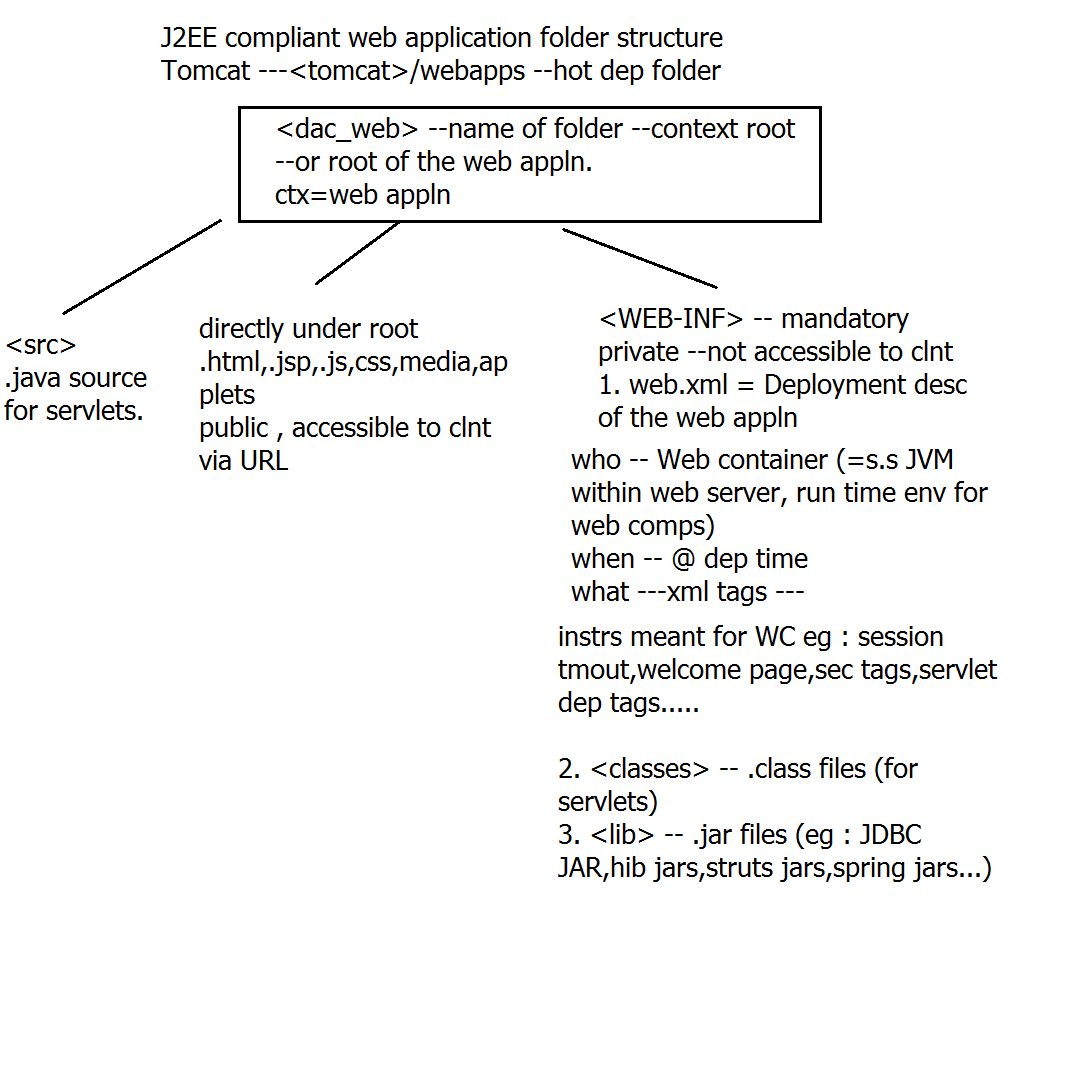 J2EE compliant web application folder structure
Tomcat ---<tomcat>/webapps --hot dep folder
<dac_web> --name of folder --context root
--or root of the web appln.
ctx=web appln
<src>
.java source
for servlets.
directly under root
.html,.jsp,.js,css,media,ap
plets
public , accessible to clnt
via URL
<WEB-INF> -- mandatory
private --not accessible to clnt
1. web.xml = Deployment desc
of the web appln
who -- Web container (=s.s JVM
within web server, run time env for
web comps)
when -- @ dep time
what ---xml tags ---
instrs meant for WC eg : session
tmout,welcome page,sec tags,servlet
dep tags.....
2. <classes> -- .class files (for
servlets)
3. <lib> -- .jar files (eg : JDBC
JAR,hib jars,struts jars,spring jars...)